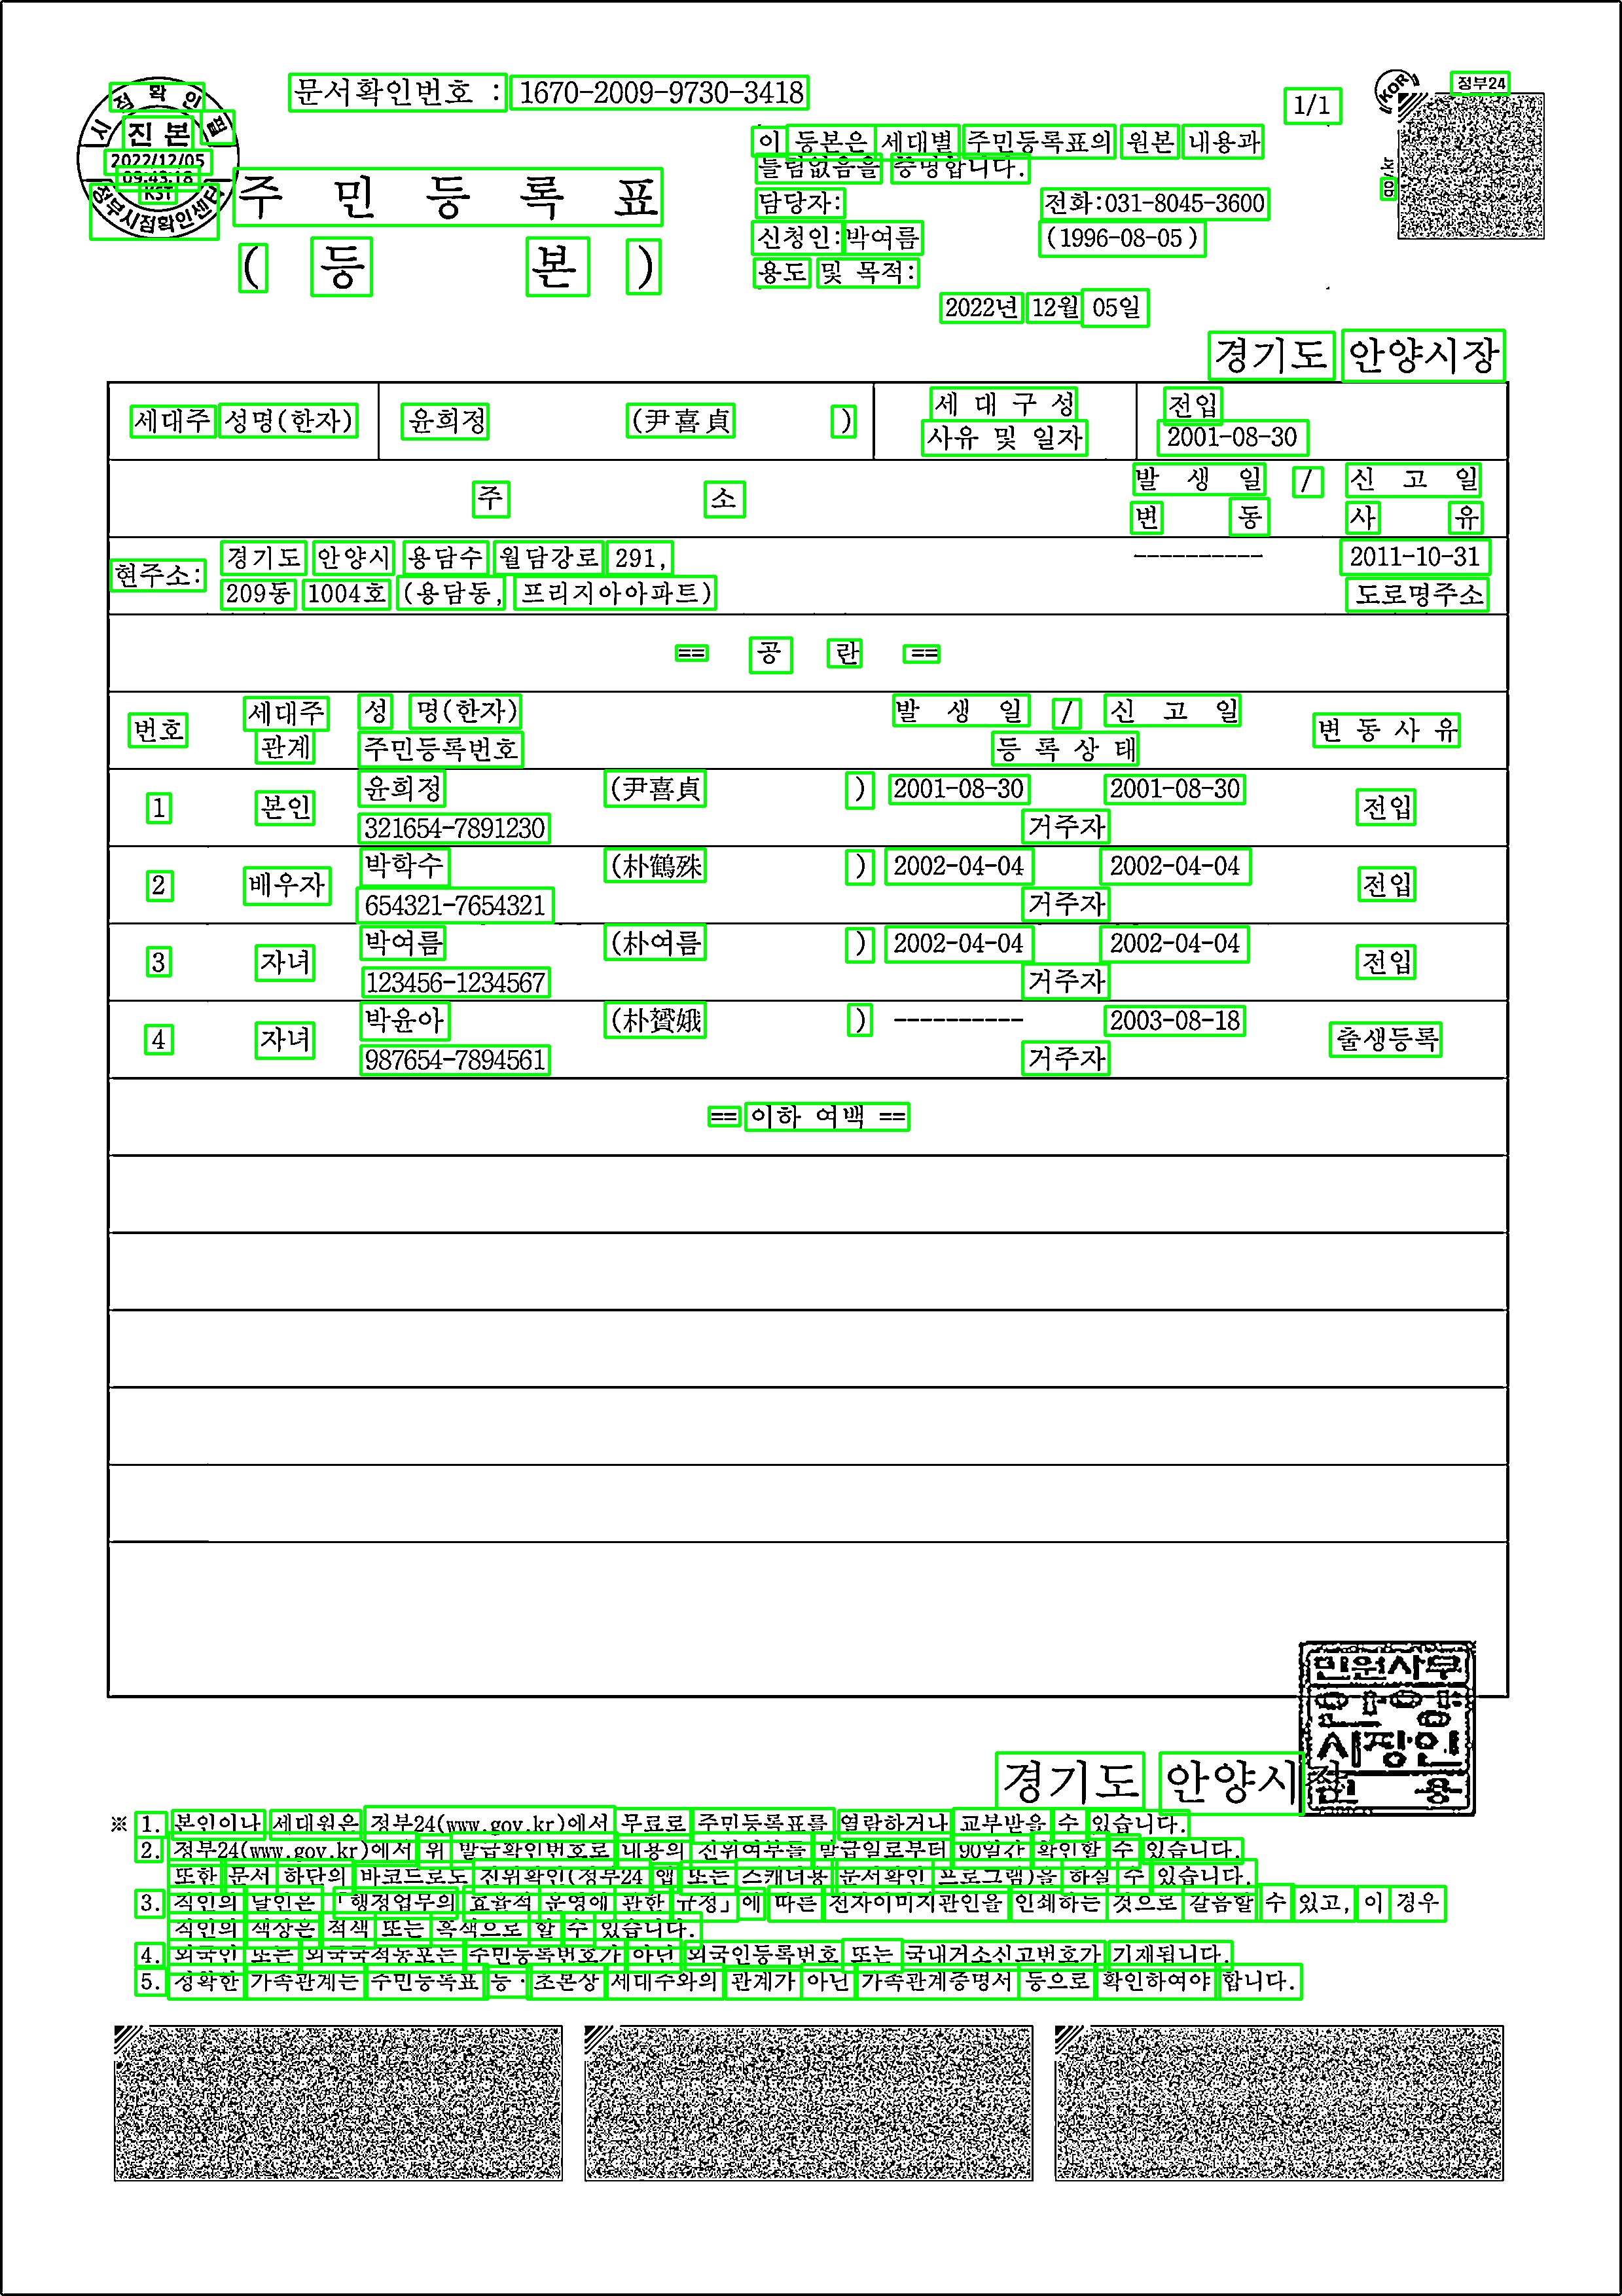 시점확인필
진 본
2022/12/05
09:43:18
KST
정부시점확인센터
문서확인번호 : 1670-2009-9730-3418
1/1
KOR
정부24
gov.kr
주 민 등 록 표
( 등 본 )
이 등본은 세대별 주민등록표의 원본 내용과
틀림없음을 증명합니다.
담당자: 전화:031-8045-3600
신청인:박여름 (1996-08-05 )
용도 및 목적:
2022년 12월 05일
경기도 안양시장
세대주 성명(한자) 윤희정 (尹喜貞 ) 세 대 구 성 전입
사유 및 일자 2001-08-30
주 소 발 생 일 / 신 고 일
변 동 사 유
현주소: 경기도 안양시 용담수 월담강로 291, ---------- 2011-10-31
209동 1004호 (용담동, 프리지아아파트) 도로명주소
== 공 란 ==
번호 세대주 성 명(한자) 발 생 일 / 신 고 일 변 동 사 유
관계 주민등록번호 등 록 상 태
1 본인 윤희정 (尹喜貞 ) 2001-08-30 2001-08-30 전입
321654-7891230 거주자
2 배우자 박학수 (朴鶴殊 ) 2002-04-04 2002-04-04 전입
654321-7654321 거주자
3 자녀 박여름 (朴여름 ) 2002-04-04 2002-04-04 전입
123456-1234567 거주자
4 자녀 박윤아 (朴贇娥 ) ---------- 2003-08-18 출생등록
987654-7894561 거주자
== 이하 여백 ==
민원사무
안양
시장인
전 용
경기도 안양시장
※ 1. 본인이나 세대원은 정부24(www.gov.kr)에서 무료로 주민등록표를 열람하거나 교부받을 수 있습니다.
2. 정부24(www.gov.kr)에서 위 발급확인번호로 내용의 진위여부를 발급일로부터 90일간 확인할 수 있습니다.
또한 문서 하단의 바코드로도 진위확인(정부24 앱 또는 스캐너용 문서확인 프로그램)을 하실 수 있습니다.
3. 직인의 날인은 「행정업무의 효율적 운영에 관한 규정」에 따른 전자이미지관인을 인쇄하는 것으로 갈음할 수 있고, 이 경우
직인의 색상은 적색 또는 흑색으로 할 수 있습니다.
4. 외국인 또는 외국국적동포는 주민등록번호가 아닌 외국인등록번호 또는 국내거소신고번호가 기재됩니다.
5. 정확한 가족관계는 주민등록표 등·초본상 세대주와의 관계가 아닌 가족관계증명서 등으로 확인하여야 합니다.